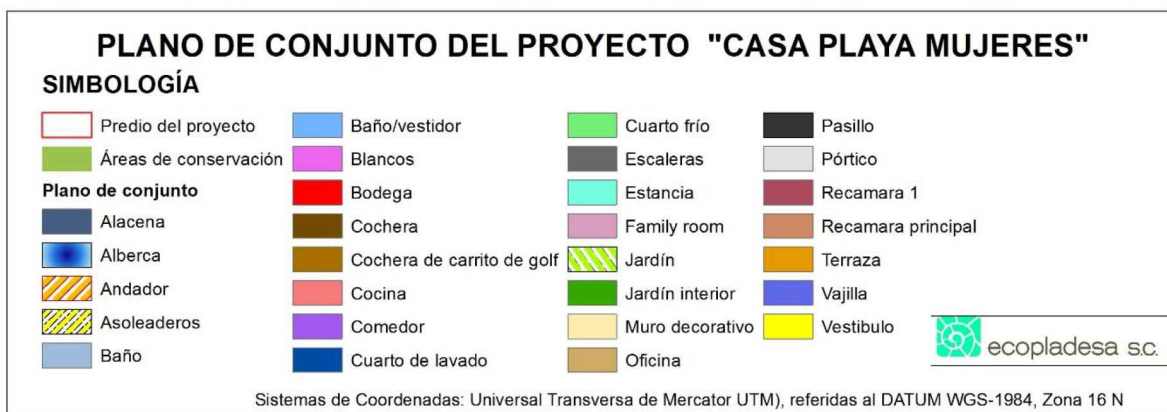 PLANO DE CONJUNTO DEL PROYECTO "CASA PLAYA MUJERES"
SIMBOLOGÍA
Predio del proyecto
Áreas de conservación
Plano de conjunto
Alacena
Alberca
Andador
Asoleaderos
Baño
Baño/vestidor
Blancos
Bodega
Cochera
Cochera de carrito de golf
Cocina
Comedor
Cuarto de lavado
Cuarto frío
Escaleras
Estancia
Family room
Jardín
Jardín interior
Muro decorativo
Oficina
Pasillo
Pórtico
Recamara 1
Recamara principal
Terraza
Vajilla
Vestibulo
ecopladesa s.c.
Sistemas de Coordenadas: Universal Transversa de Mercator UTM), referidas al DATUM WGS-1984, Zona 16 N